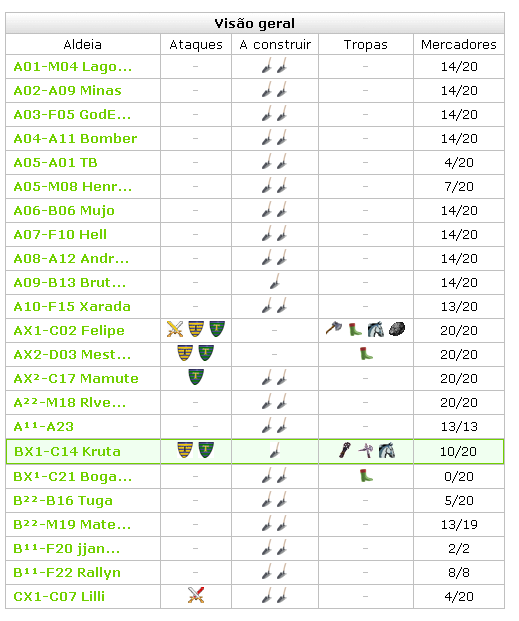 Visão geral
Aldeia Ataques A construir Tropas Mercadores
A01-M04 Lago... - - 14/20
A02-A09 Minas - - 14/20
A03-F05 GodE... - - 14/20
A04-A11 Bomber - - 14/20
A05-A01 TB - - 4/20
A05-M08 Henr... - - 7/20
A06-B06 Mujo - - 14/20
A07-F10 Hell - - 14/20
A08-A12 Andr... - - 14/20
A09-B13 Brut... - - 14/20
A10-F15 Xarada - - 13/20
AX1-C02 Felipe - 20/20
AX2-D03 Mest... - 20/20
AX²-C17 Mamute - 20/20
A²²-M18 Rlve... - - 20/20
A¹¹-A23 - - 13/13
BX1-C14 Kruta 10/20
BX¹-C21 Boga... - 0/20
B²²-B16 Tuga - - 5/20
B²²-M19 Mate... - - 13/19
B¹¹-F20 jjan... - - 2/2
B¹¹-F22 Rallyn - - 8/8
CX1-C07 Lilli - 4/20